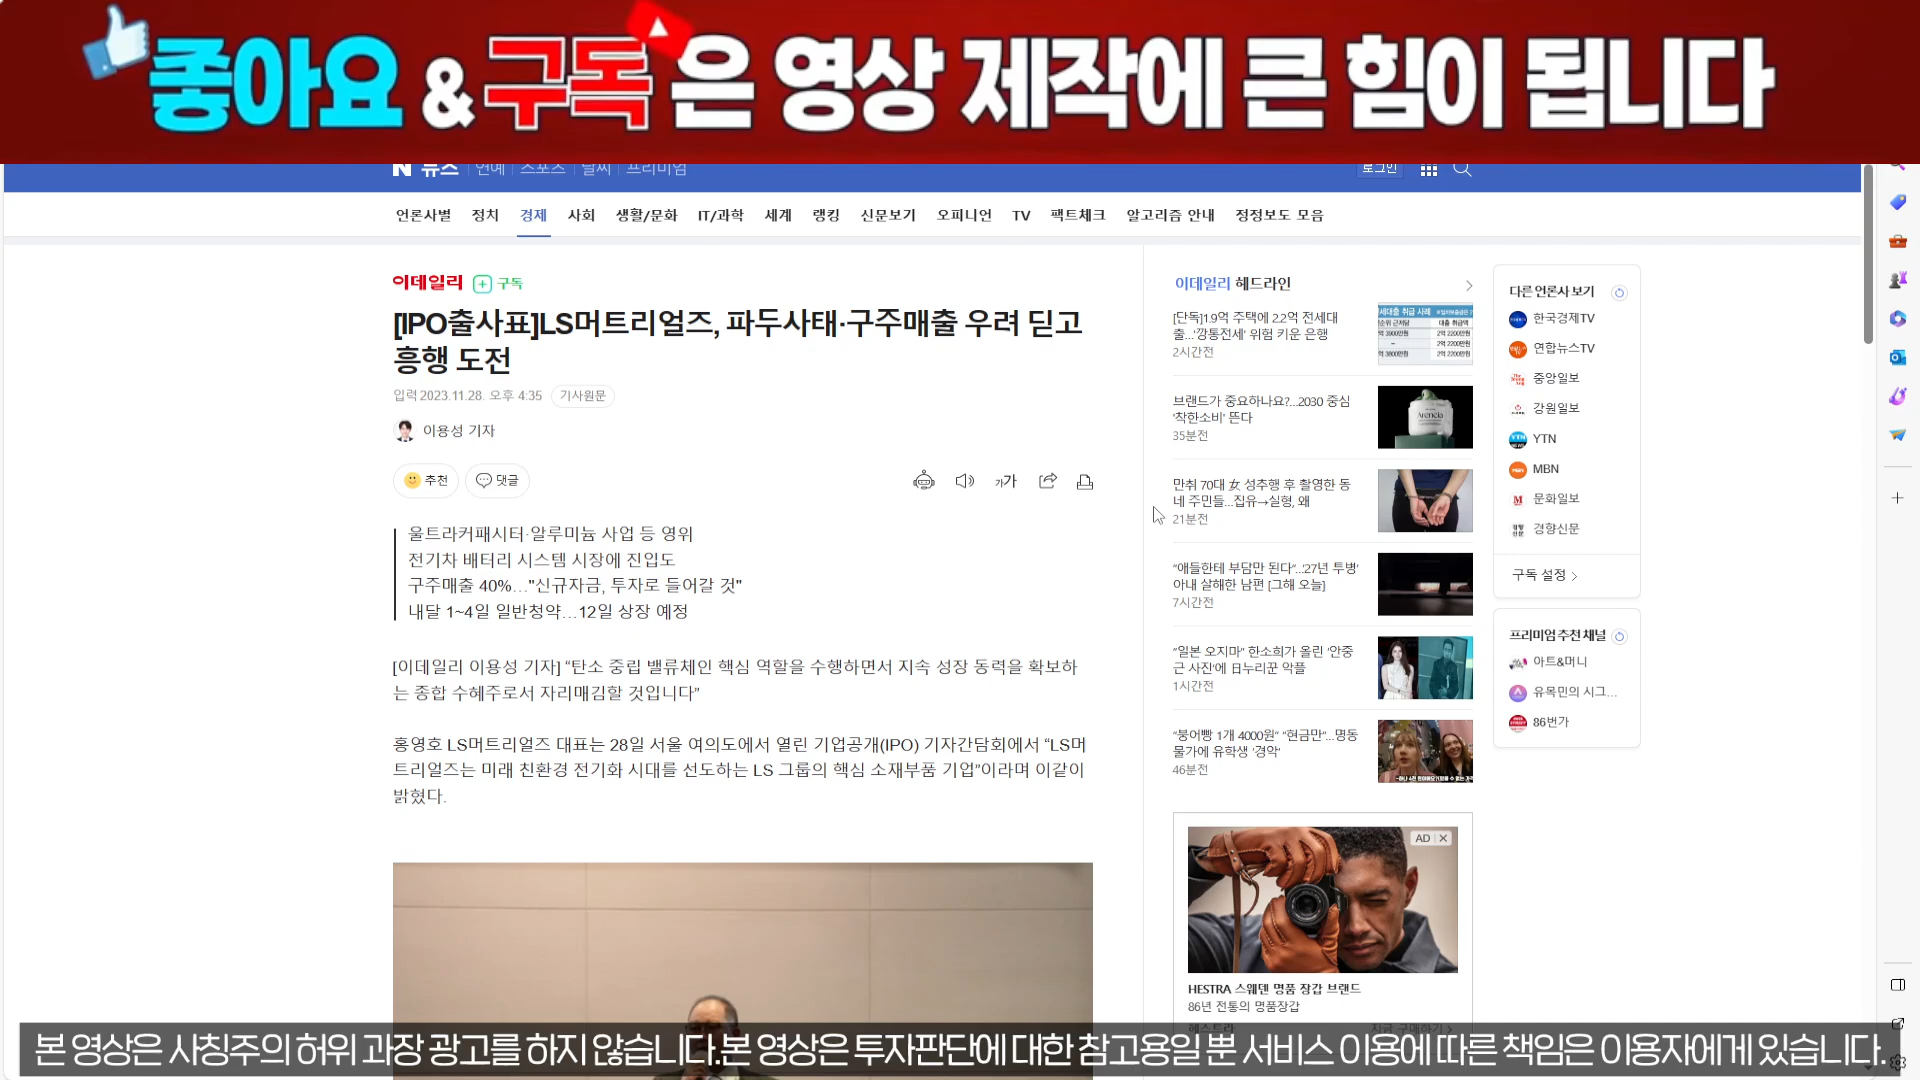 좋아요 & 구독은 영상 제작에 큰 힘이 됩니다
N 뉴스 연예 스포츠 날씨 프리미엄 로그인
언론사별 정치 경제 사회 생활/문화 IT/과학 세계 랭킹 신문보기 오피니언 TV 팩트체크 알고리즘 안내 정정보도 모음
이데일리 구독
[IPO출사표]LS머트리얼즈, 파두사태·구주매출 우려 딛고
흥행 도전
입력 2023.11.28. 오후 4:35 기사원문
이용성 기자
추천 댓글
가가
울트라커패시터·알루미늄 사업 등 영위
전기차 배터리 시스템 시장에 진입도
구주매출 40%…"신규자금, 투자로 들어갈 것"
내달 1~4일 일반청약…12일 상장 예정
[이데일리 이용성 기자] “탄소 중립 밸류체인 핵심 역할을 수행하면서 지속 성장 동력을 확보하
는 종합 수혜주로서 자리매김할 것입니다”
홍영호 LS머트리얼즈 대표는 28일 서울 여의도에서 열린 기업공개(IPO) 기자간담회에서 “LS머
트리얼즈는 미래 친환경 전기화 시대를 선도하는 LS 그룹의 핵심 소재부품 기업”이라며 이같이
밝혔다.
이데일리 헤드라인
[단독]1.9억 주택에 2.2억 전세대
출…'깡통전세' 위험 키운 은행
2시간전
브랜드가 중요하나요?…2030 중심
'착한소비' 뜬다
35분전
Arencia
만취 70대 女 성추행 후 촬영한 동
네 주민들…집유→실형, 왜
21분전
“애들한테 부담만 된다”…'27년 투병'
아내 살해한 남편 [그해 오늘]
7시간전
“일본 오지마” 한소희가 올린 '안중
근 사진'에 日누리꾼 악플
1시간전
“붕어빵 1개 4000원” “현금만”…명동
물가에 유학생 '경악'
46분전
AD X
HESTRA 스웨덴 명품 장갑 브랜드
86년 전통의 명품장갑
헤스트라 지금 구매하기
다른 언론사 보기
한국경제TV
연합뉴스TV
중앙일보
강원일보
YTN
MBN
문화일보
경향신문
구독 설정
프리미엄 추천 채널
아트&머니
유목민의 시그...
86번가
본 영상은 사칭주의 허위 과장 광고를 하지 않습니다.본 영상은 투자판단에 대한 참고용일 뿐 서비스 이용에 따른 책임은 이용자에게 있습니다.